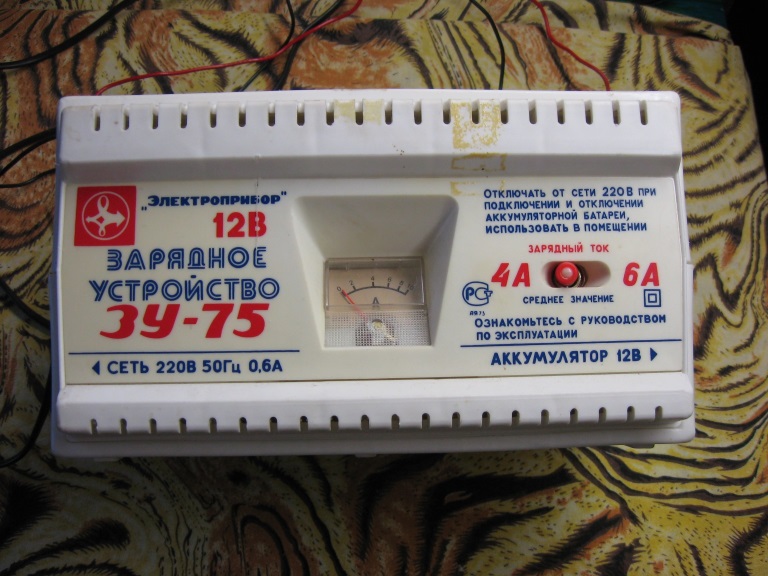 „Электроприбор"
12В
ЗАРЯДНОЕ
УСТРОЙСТВО
ЗУ-75
СЕТЬ 220В 50Гц 0,6А
А
ОТКЛЮЧАТЬ ОТ СЕТИ 220В ПРИ
ПОДКЛЮЧЕНИИ И ОТКЛЮЧЕНИИ
АККУМУЛЯТОРНОЙ БАТАРЕИ,
ИСПОЛЬЗОВАТЬ В ПОМЕЩЕНИИ
ЗАРЯДНЫЙ ТОК
4А 6А
СРЕДНЕЕ ЗНАЧЕНИЕ
ОЗНАКОМЬТЕСЬ С РУКОВОДСТВОМ
ПО ЭКСПЛУАТАЦИИ
АККУМУЛЯТОР 12В